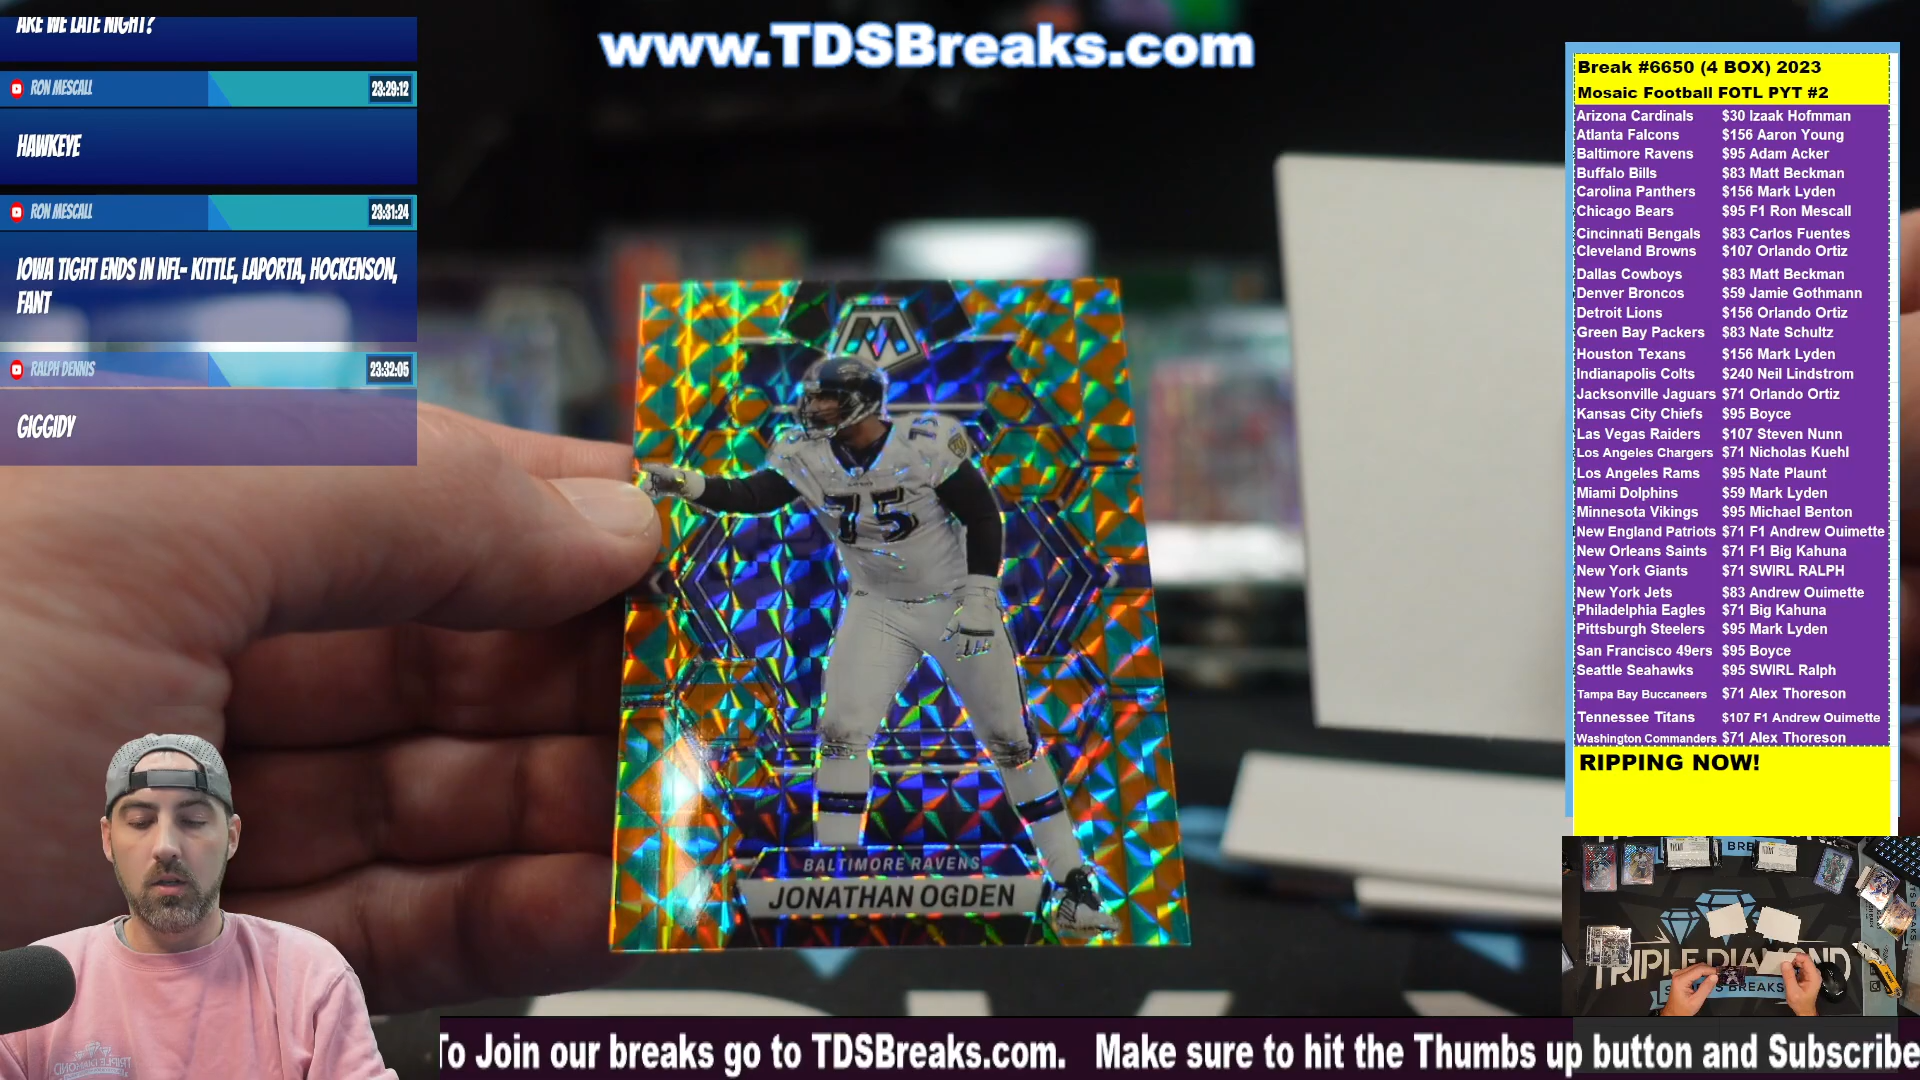 ARE WE LATE NIGHT?
RON MESCALL
23:29:12
HAWKEYE
RON MESCALL
23:31:24
IOWA TIGHT ENDS IN NFL- KITTLE, LAPORTA, HOCKENSON,
FANT
RALPH DENNIS
23:32:05
GIGGIDY
www.TDSBreaks.com
75
75
BALTIMORE RAVENS
JONATHAN OGDEN
Break #6650 (4 BOX) 2023
Mosaic Football FOTL PYT #2
Arizona Cardinals $30 Izaak Hofmman
Atlanta Falcons $156 Aaron Young
Baltimore Ravens $95 Adam Acker
Buffalo Bills $83 Matt Beckman
Carolina Panthers $156 Mark Lyden
Chicago Bears $95 F1 Ron Mescall
Cincinnati Bengals $83 Carlos Fuentes
Cleveland Browns $107 Orlando Ortiz
Dallas Cowboys $83 Matt Beckman
Denver Broncos $59 Jamie Gothmann
Detroit Lions $156 Orlando Ortiz
Green Bay Packers $83 Nate Schultz
Houston Texans $156 Mark Lyden
Indianapolis Colts $240 Neil Lindstrom
Jacksonville Jaguars $71 Orlando Ortiz
Kansas City Chiefs $95 Boyce
Las Vegas Raiders $107 Steven Nunn
Los Angeles Chargers $71 Nicholas Kuehl
Los Angeles Rams $95 Nate Plaunt
Miami Dolphins $59 Mark Lyden
Minnesota Vikings $95 Michael Benton
New England Patriots $71 F1 Andrew Ouimette
New Orleans Saints $71 F1 Big Kahuna
New York Giants $71 SWIRL RALPH
New York Jets $83 Andrew Ouimette
Philadelphia Eagles $71 Big Kahuna
Pittsburgh Steelers $95 Mark Lyden
San Francisco 49ers $95 Boyce
Seattle Seahawks $95 SWIRL Ralph
Tampa Bay Buccaneers $71 Alex Thoreson
Tennessee Titans $107 F1 Andrew Ouimette
Washington Commanders $71 Alex Thoreson
RIPPING NOW!
TRIPLE DIAMOND
BREAKS
To Join our breaks go to TDSBreaks.com. Make sure to hit the Thumbs up button and Subscribe